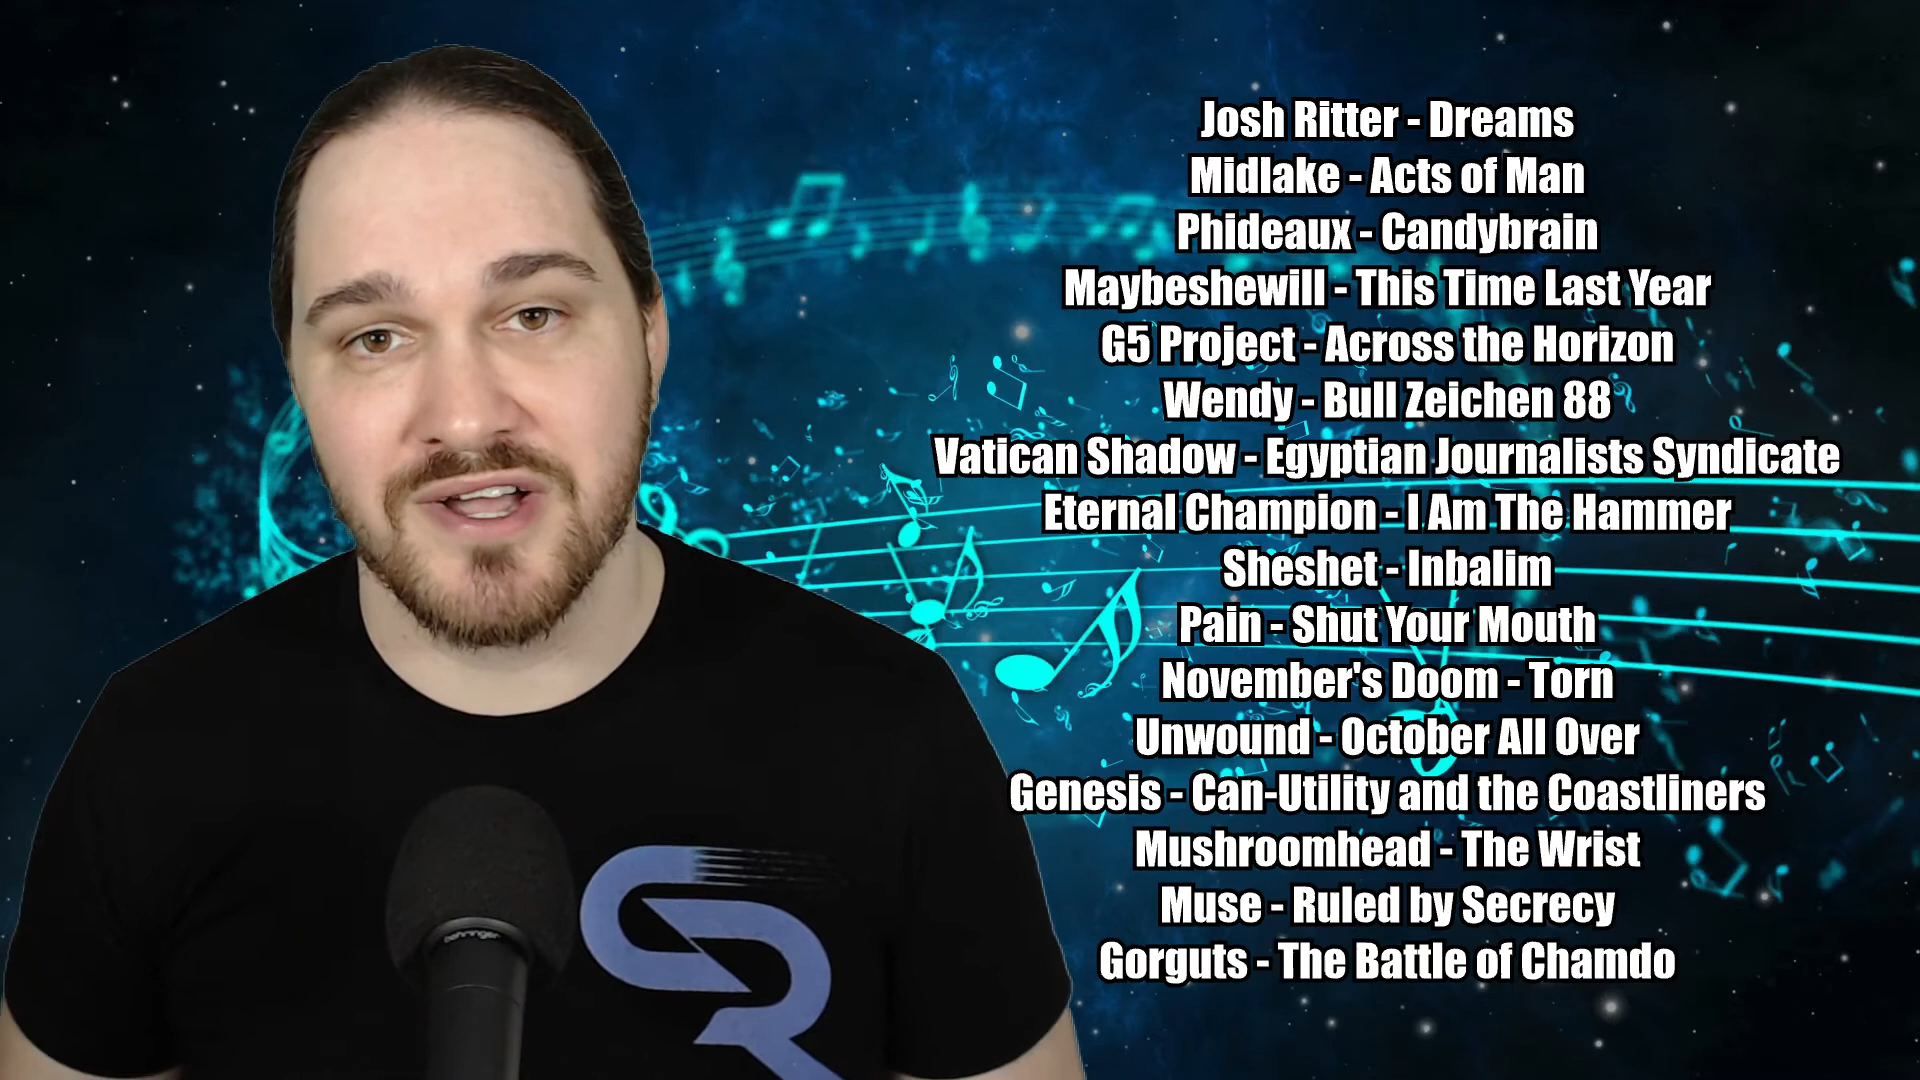 Josh Ritter - Dreams
Midlake - Acts of Man
Phideaux - Candybrain
Maybeshewill - This Time Last Year
G5 Project - Across the Horizon
Wendy - Bull Zeichen 88
Vatican Shadow - Egyptian Journalists Syndicate
Eternal Champion - I Am The Hammer
Sheshet - Inbalim
Pain - Shut Your Mouth
November's Doom - Torn
Unwound - October All Over
Genesis - Can-Utility and the Coastliners
Mushroomhead - The Wrist
Muse - Ruled by Secrecy
Gorguts - The Battle of Chamdo
behringer